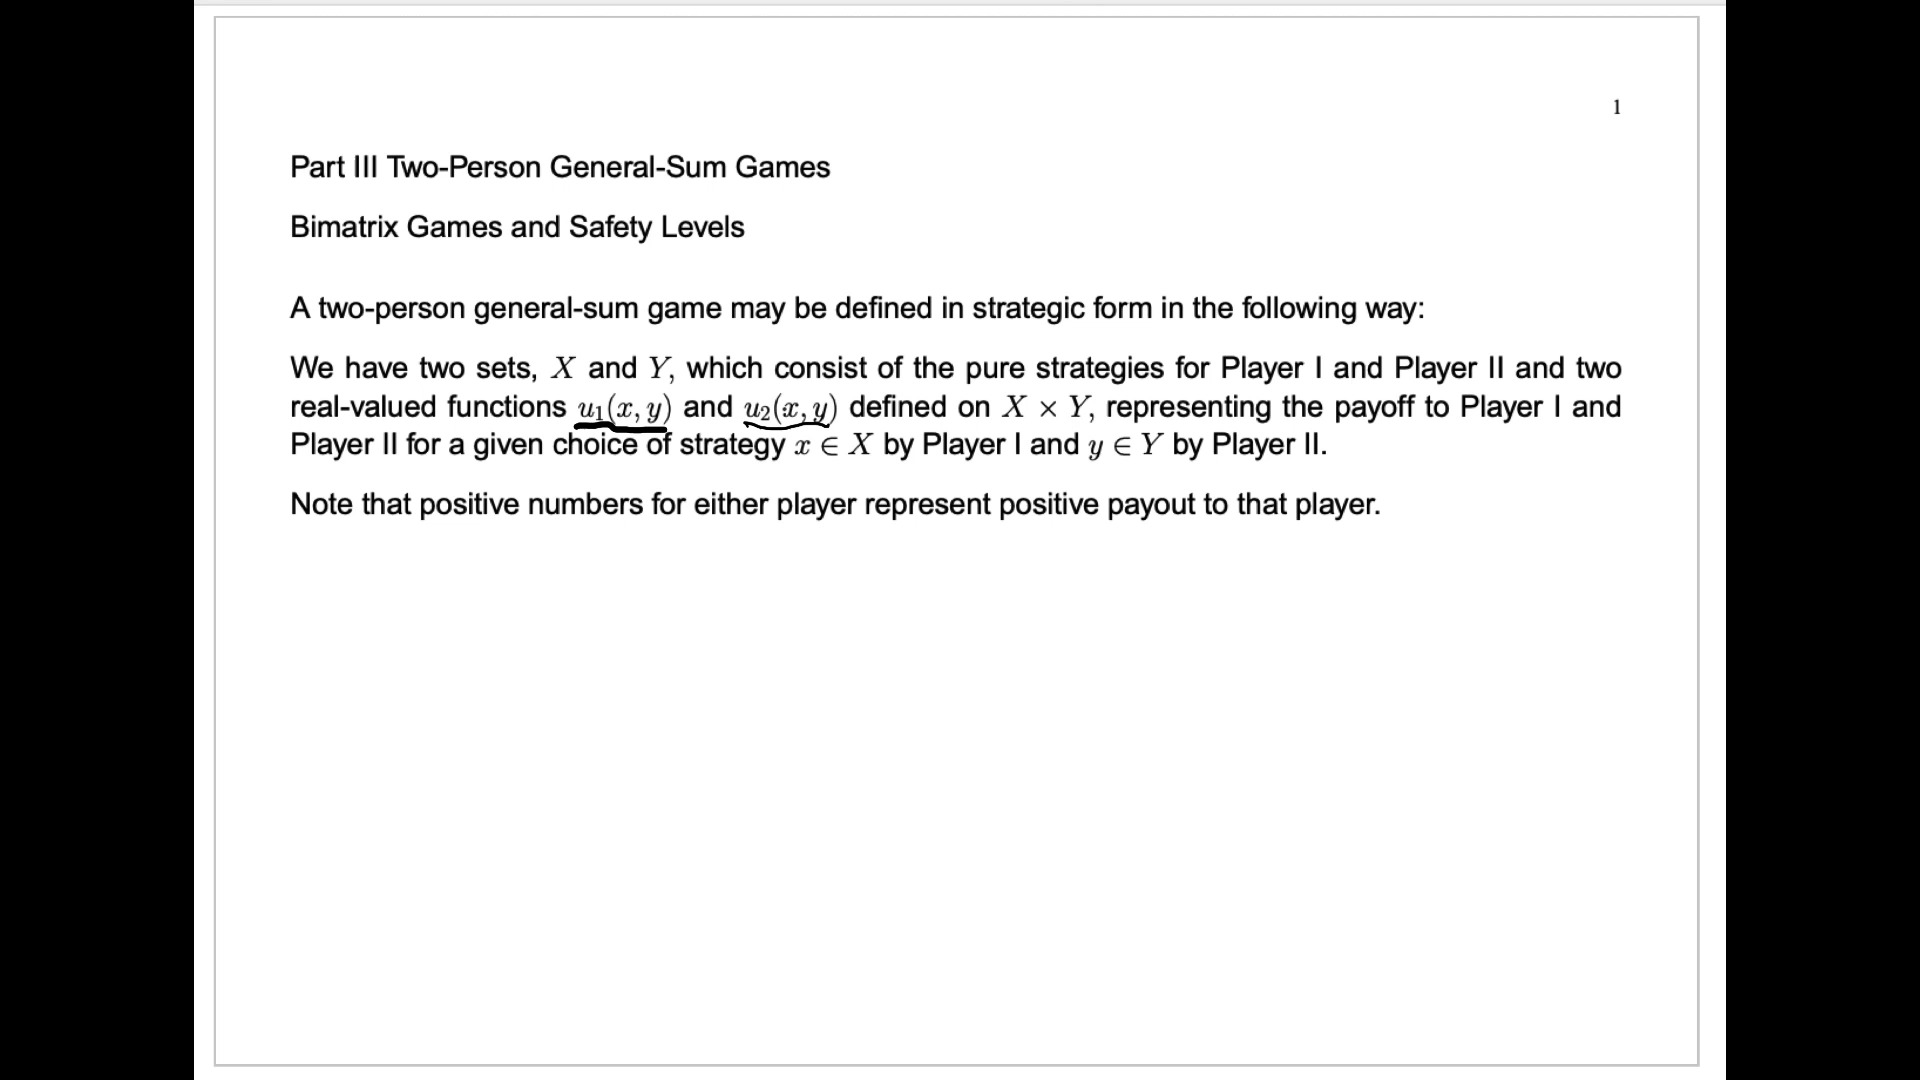 1
Part III Two-Person General-Sum Games
Bimatrix Games and Safety Levels
A two-person general-sum game may be defined in strategic form in the following way:
We have two sets, X and Y, which consist of the pure strategies for Player I and Player II and two
real-valued functions u₁(x, y) and u₂(x, y) defined on X × Y, representing the payoff to Player I and
Player II for a given choice of strategy x ∈ X by Player I and y ∈ Y by Player II.
Note that positive numbers for either player represent positive payout to that player.